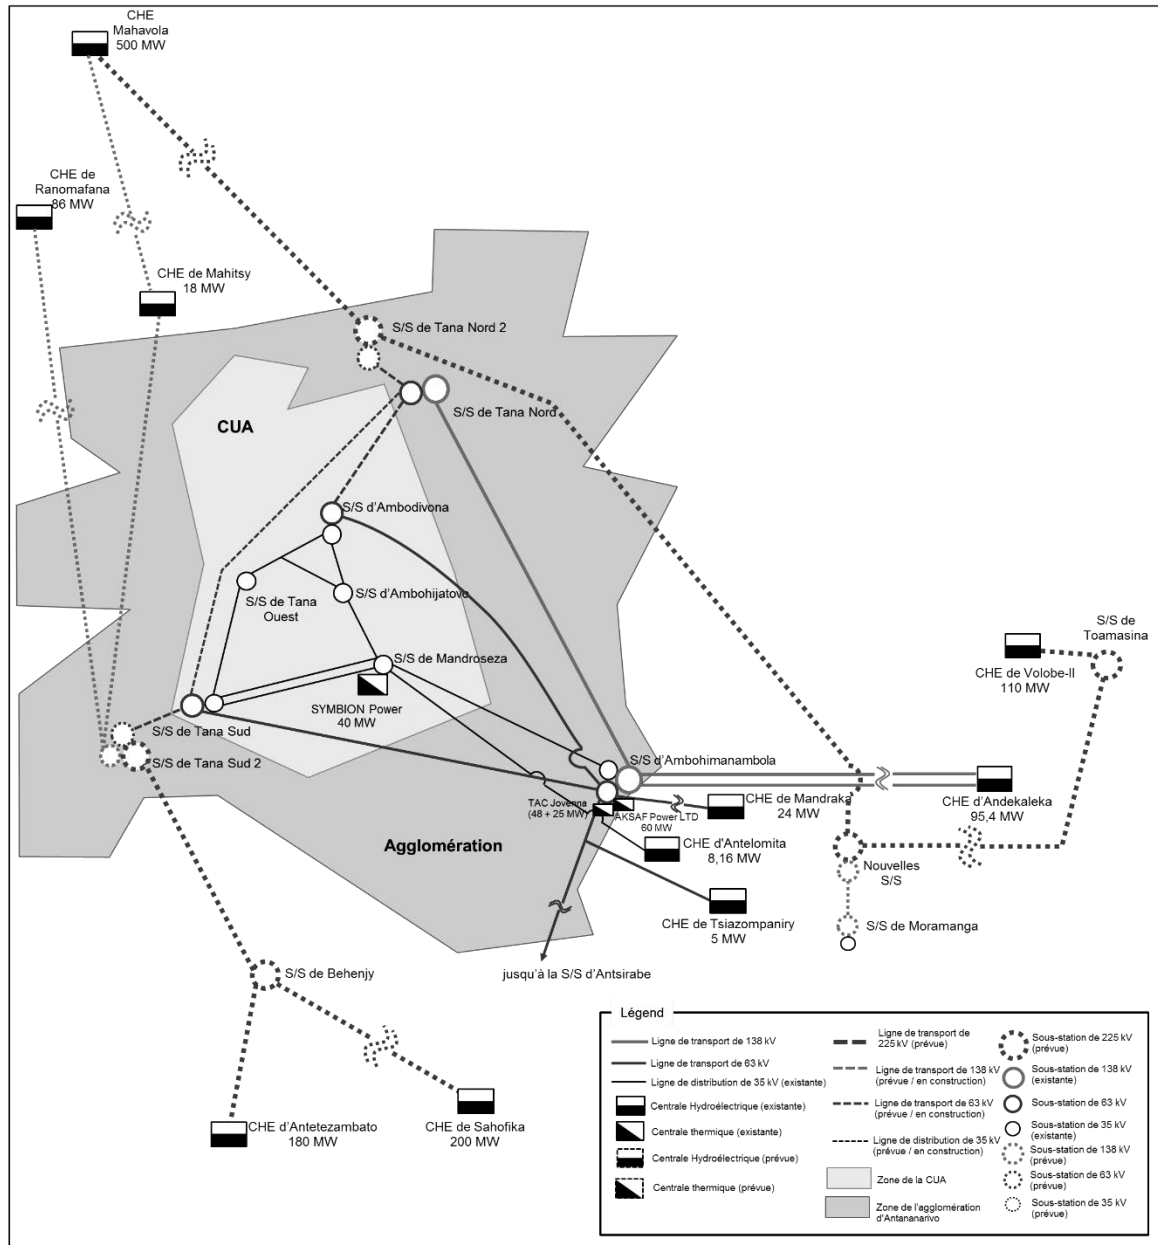 CHE
Mahavola
500 MW
CHE de
Ranomafana
86 MW
CHE de Mahitsy
18 MW
S/S de Tana Nord 2
S/S de Tana Nord
CUA
S/S d'Ambodivona
S/S d'Ambohijatovo
S/S de Tana
Ouest
S/S de Mandroseza
SYMBION Power
40 MW
S/S de Tana Sud
S/S de Tana Sud 2
S/S de
Toamasina
CHE de Volobe-II
110 MW
S/S d'Ambohimanambola
TAC Jovenna
(48 + 25 MW)
AKSAF Power LTD
60 MW
CHE de Mandraka
24 MW
CHE d'Andekaleka
95,4 MW
CHE d'Antelomita
8,16 MW
Agglomération
Nouvelles
S/S
CHE de Tsiazompaniry
5 MW
S/S de Moramanga
jusqu'à la S/S d'Antsirabe
S/S de Behenjy
CHE d'Antetezambato
180 MW
CHE de Sahofika
200 MW
Légend
Ligne de transport de 138 kV
Ligne de transport de 63 kV
Ligne de distribution de 35 kV (existante)
Centrale Hydroélectrique (existante)
Centrale thermique (existante)
Centrale Hydroélectrique (prévue)
Centrale thermique (prévue)
Ligne de transport de
225 kV (prévue)
Ligne de transport de 138 kV
(prévue / en construction)
Ligne de transport de 63 kV
(prévue / en construction)
Ligne de distribution de 35 kV
(prévue / en construction)
Zone de la CUA
Zone de l'agglomération
d'Antananarivo
Sous-station de 225 kV
(prévue)
Sous-station de 138 kV
(existante)
Sous-station de 63 kV
Sous-station de 35 kV
(existante)
Sous-station de 138 kV
(prévue)
Sous-station de 63 kV
(prévue)
Sous-station de 35 kV
(prévue)